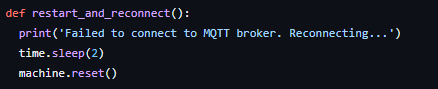 def restart_and_reconnect():
  print('Failed to connect to MQTT broker. Reconnecting...')
  time.sleep(2)
  machine.reset()